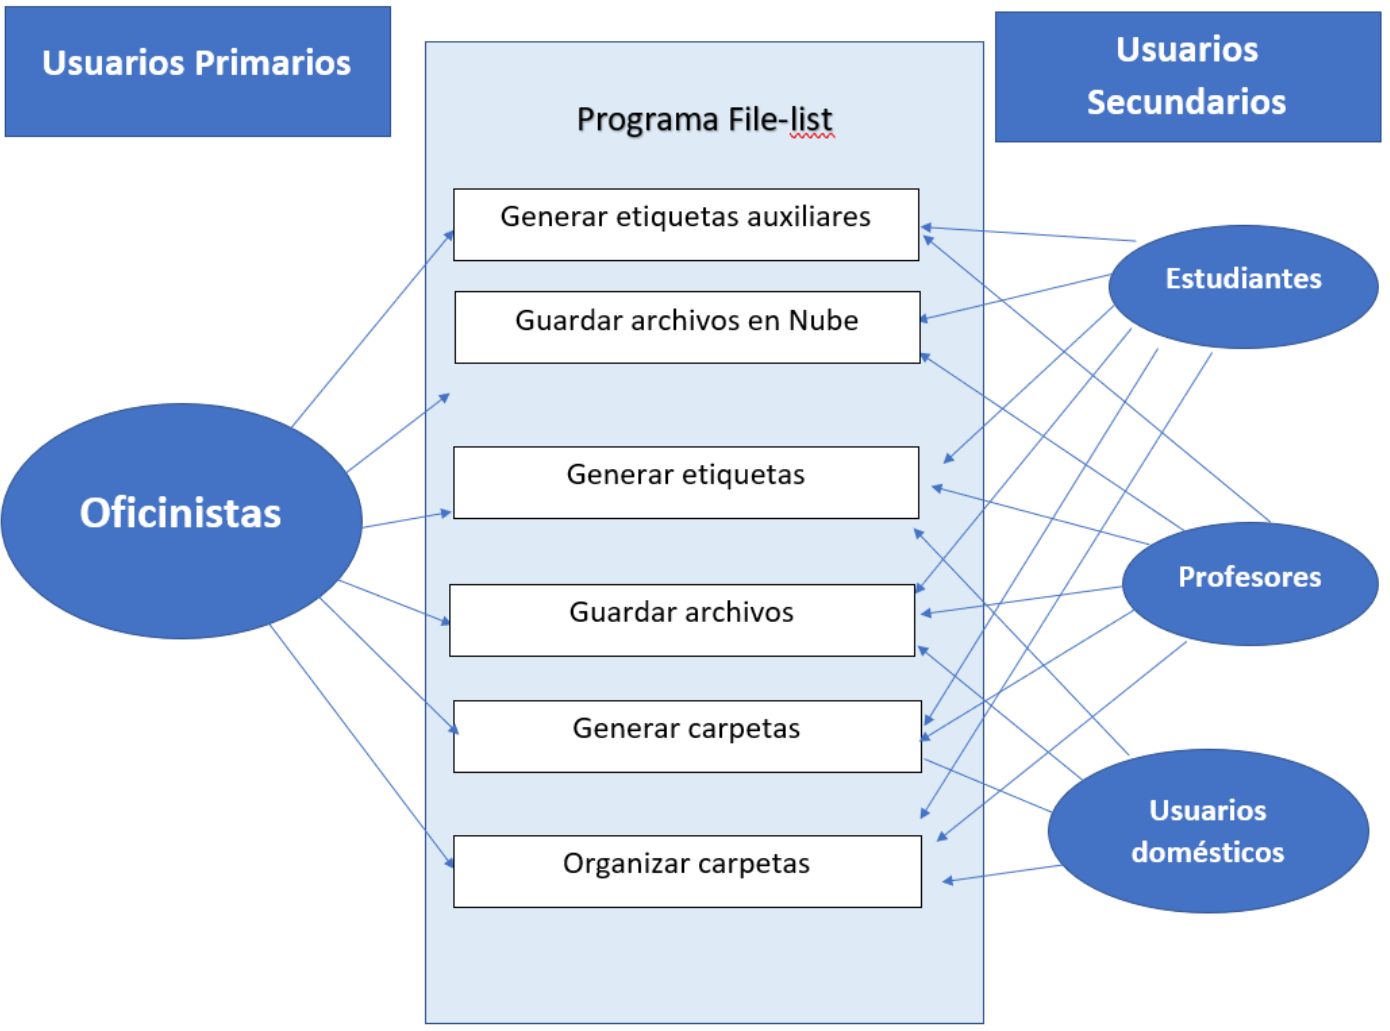 Usuarios Primarios
Usuarios
Secundarios
Programa File-list
Generar etiquetas auxiliares
Guardar archivos en Nube
Generar etiquetas
Guardar archivos
Generar carpetas
Organizar carpetas
Oficinistas
Estudiantes
Profesores
Usuarios
domésticos